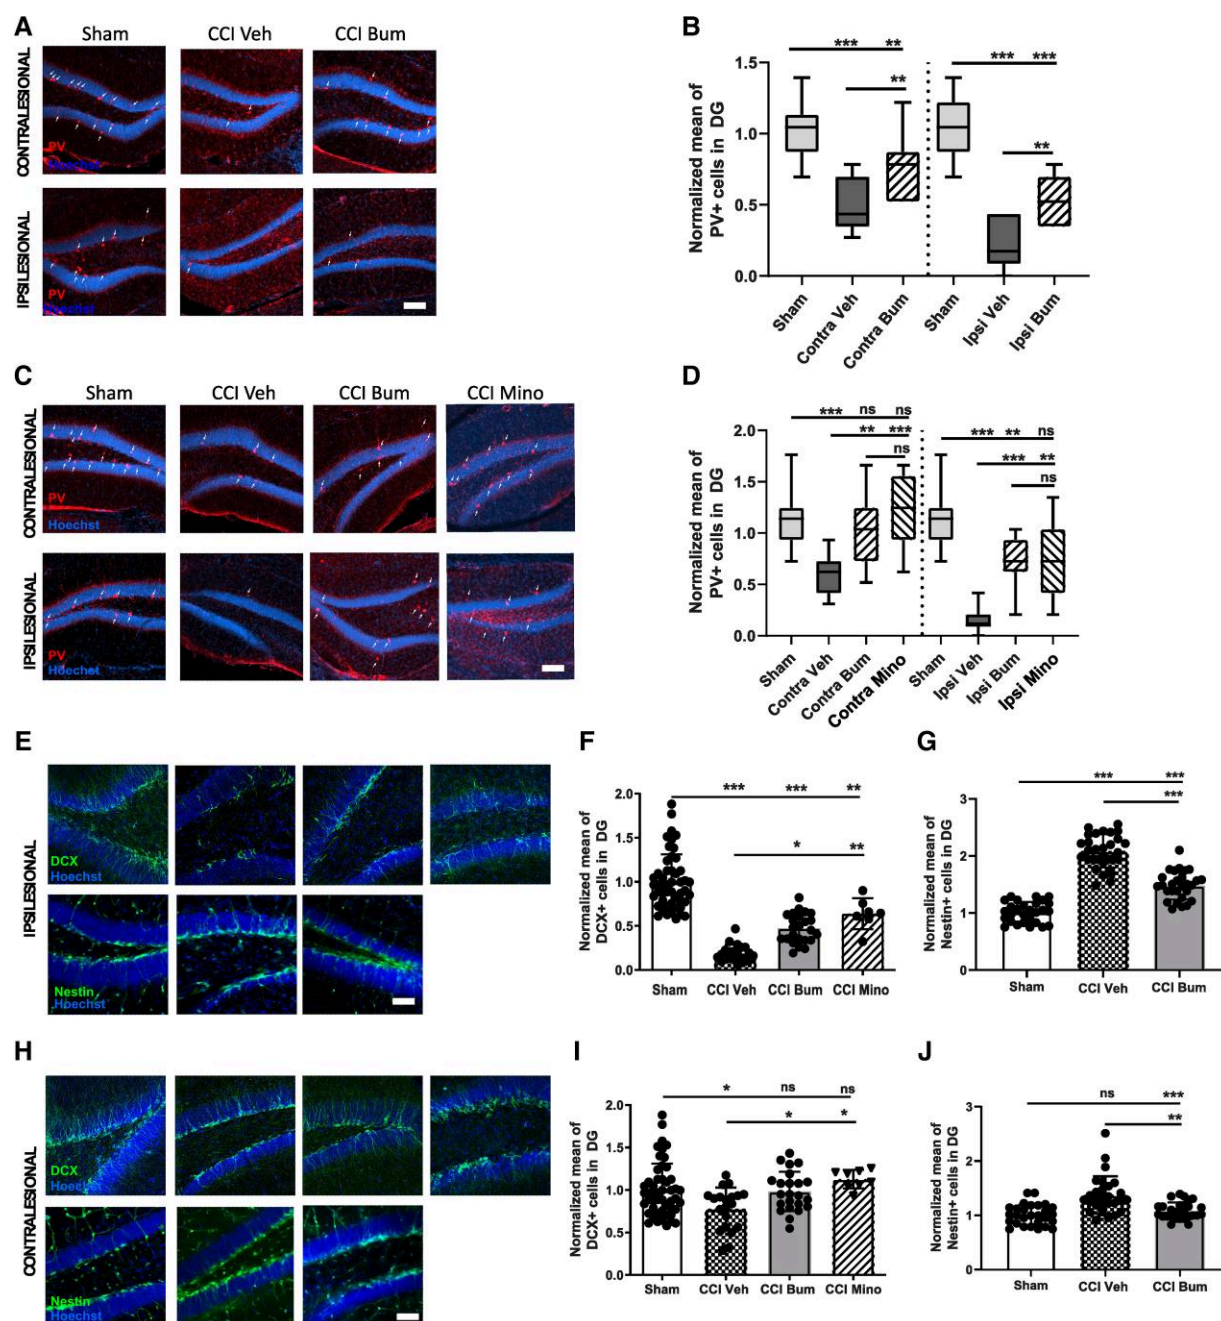 A
Sham
CCI Veh
CCI Bum
CONTRALESIONAL
PV
Hoechst
IPSILESIONAL
PV
Hoechst
B
Normalized mean of
PV+ cells in DG
1.5
1.0
0.5
0.0
*** **
**
*** ***
**
Sham
Contra Veh
Contra Bum
Sham
Ipsi Veh
Ipsi Bum
C
Sham
CCI Veh
CCI Bum
CCI Mino
CONTRALESIONAL
PV
Hoechst
IPSILESIONAL
PV
Hoechst
D
Normalized mean of
PV+ cells in DG
2.0
1.5
1.0
0.5
0.0
*** ns ns
** ***
ns
*** ** ns
*** **
ns
Sham
Contra Veh
Contra Bum
Contra Mino
Sham
Ipsi Veh
Ipsi Bum
Ipsi Mino
E
IPSILESIONAL
DCX
Hoechst
Nestin
Hoechst
F
Normalized mean of
DCX+ cells in DG
2.0
1.5
1.0
0.5
0.0
*** *** **
* **
Sham
CCI Veh
CCI Bum
CCI Mino
G
Normalized mean of
Nestin+ cells in DG
3
2
1
0
*** ***
***
Sham
CCI Veh
CCI Bum
H
CONTRALESIONAL
DCX
Hoechst
Nestin
Hoechst
I
Normalized mean of
DCX+ cells in DG
2.0
1.5
1.0
0.5
0.0
* ns ns
* *
Sham
CCI Veh
CCI Bum
CCI Mino
J
Normalized mean of
Nestin+ cells in DG
3
2
1
0
ns ***
**
Sham
CCI Veh
CCI Bum